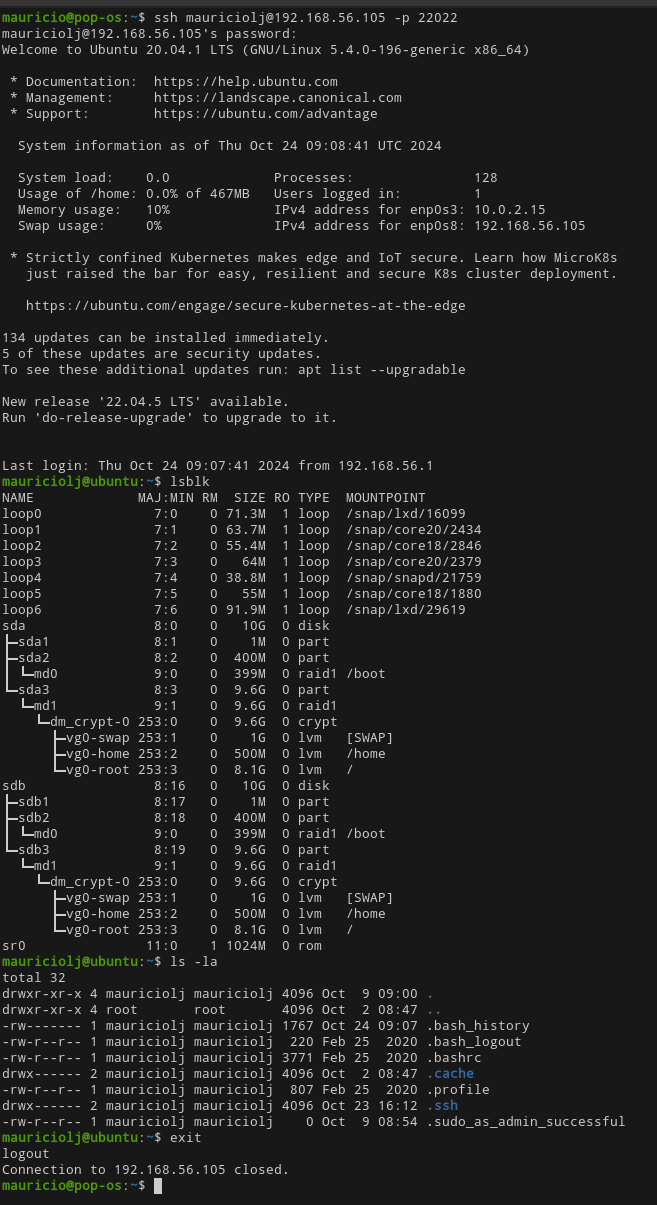 mauricio@pop-os:~$ ssh mauriciolj@192.168.56.105 -p 22022
mauriciolj@192.168.56.105's password:
Welcome to Ubuntu 20.04.1 LTS (GNU/Linux 5.4.0-196-generic x86_64)

 * Documentation:  https://help.ubuntu.com
 * Management:     https://landscape.canonical.com
 * Support:        https://ubuntu.com/advantage

  System information as of Thu Oct 24 09:08:41 UTC 2024

  System load:    0.0             Processes:               128
  Usage of /home: 0.0% of 467MB   Users logged in:         1
  Memory usage:   10%             IPv4 address for enp0s3: 10.0.2.15
  Swap usage:     0%              IPv4 address for enp0s8: 192.168.56.105

 * Strictly confined Kubernetes makes edge and IoT secure. Learn how MicroK8s
   just raised the bar for easy, resilient and secure K8s cluster deployment.

   https://ubuntu.com/engage/secure-kubernetes-at-the-edge

134 updates can be installed immediately.
5 of these updates are security updates.
To see these additional updates run: apt list --upgradable

New release '22.04.5 LTS' available.
Run 'do-release-upgrade' to upgrade to it.


Last login: Thu Oct 24 09:07:41 2024 from 192.168.56.1
mauriciolj@ubuntu:~$ lsblk
NAME             MAJ:MIN RM  SIZE RO TYPE  MOUNTPOINT
loop0              7:0    0 71.3M  1 loop  /snap/lxd/16099
loop1              7:1    0 63.7M  1 loop  /snap/core20/2434
loop2              7:2    0 55.4M  1 loop  /snap/core18/2846
loop3              7:3    0   64M  1 loop  /snap/core20/2379
loop4              7:4    0 38.8M  1 loop  /snap/snapd/21759
loop5              7:5    0   55M  1 loop  /snap/core18/1880
loop6              7:6    0 91.9M  1 loop  /snap/lxd/29619
sda                8:0    0   10G  0 disk
├─sda1             8:1    0    1M  0 part
├─sda2             8:2    0  400M  0 part
│ └─md0            9:0    0  399M  0 raid1 /boot
└─sda3             8:3    0  9.6G  0 part
  └─md1            9:1    0  9.6G  0 raid1
    └─dm_crypt-0 253:0    0  9.6G  0 crypt
      ├─vg0-swap 253:1    0    1G  0 lvm   [SWAP]
      ├─vg0-home 253:2    0  500M  0 lvm   /home
      └─vg0-root 253:3    0  8.1G  0 lvm   /
sdb                8:16   0   10G  0 disk
├─sdb1             8:17   0    1M  0 part
├─sdb2             8:18   0  400M  0 part
│ └─md0            9:0    0  399M  0 raid1 /boot
└─sdb3             8:19   0  9.6G  0 part
  └─md1            9:1    0  9.6G  0 raid1
    └─dm_crypt-0 253:0    0  9.6G  0 crypt
      ├─vg0-swap 253:1    0    1G  0 lvm   [SWAP]
      ├─vg0-home 253:2    0  500M  0 lvm   /home
      └─vg0-root 253:3    0  8.1G  0 lvm   /
sr0               11:0    1 1024M  0 rom
mauriciolj@ubuntu:~$ ls -la
total 32
drwxr-xr-x 4 mauriciolj mauriciolj 4096 Oct  9 09:00 .
drwxr-xr-x 4 root       root       4096 Oct  2 08:47 ..
-rw------- 1 mauriciolj mauriciolj 1767 Oct 24 09:07 .bash_history
-rw-r--r-- 1 mauriciolj mauriciolj  220 Feb 25  2020 .bash_logout
-rw-r--r-- 1 mauriciolj mauriciolj 3771 Feb 25  2020 .bashrc
drwx------ 2 mauriciolj mauriciolj 4096 Oct  2 08:47 .cache
-rw-r--r-- 1 mauriciolj mauriciolj  807 Feb 25  2020 .profile
drwx------ 2 mauriciolj mauriciolj 4096 Oct 23 16:12 .ssh
-rw-r--r-- 1 mauriciolj mauriciolj    0 Oct  9 08:54 .sudo_as_admin_successful
mauriciolj@ubuntu:~$ exit
logout
Connection to 192.168.56.105 closed.
mauricio@pop-os:~$